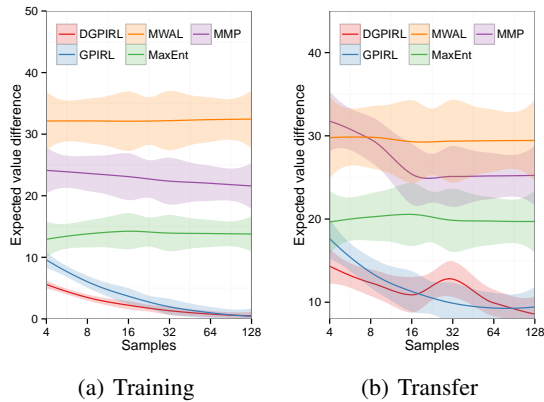 50
40
30
20
10
0
Expected value difference
DGPIRL MWAL MMP
GPIRL MaxEnt
4 8 16 32 64 128
Samples
(a) Training
40
30
20
10
Expected value difference
DGPIRL MWAL MMP
GPIRL MaxEnt
4 8 16 32 64 128
Samples
(b) Transfer